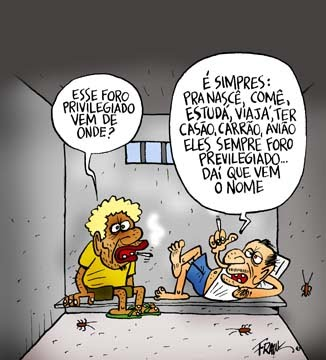 ESSE FORO
PRIVILEGIADO
VEM DE
ONDE?
É SIMPRES:
PRA NASCÊ, COMÊ,
ESTUDÁ, VIAJÁ, TER
CASÃO, CARRÃO, AVIÃO
ELES SEMPRE FORO
PREVILEGIADO...
DAÍ QUE VEM
O NOME
FRANK